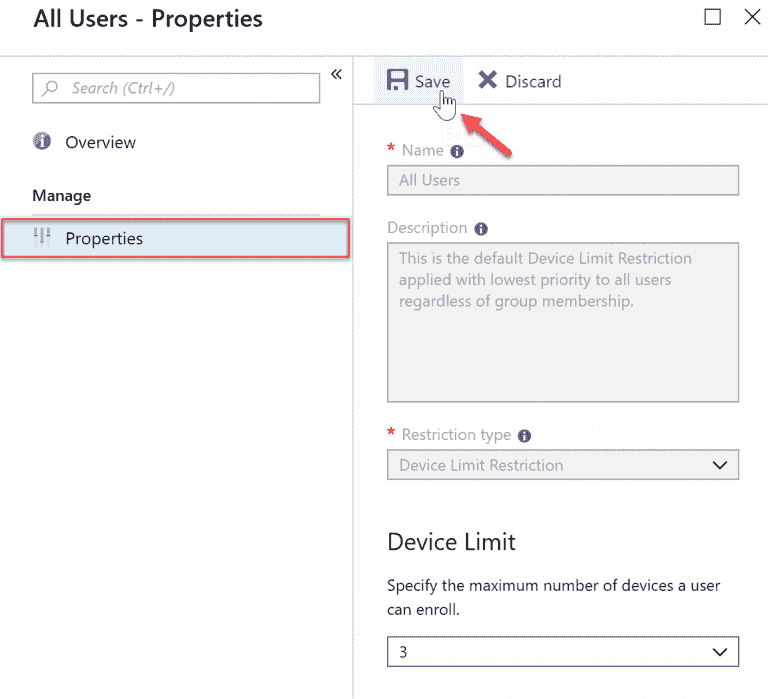 All Users - Properties
Search (Ctrl+/)
«
Overview
Manage
Properties
Save
Discard
* Name
All Users
Description
This is the default Device Limit Restriction
applied with lowest priority to all users
regardless of group membership.
* Restriction type
Device Limit Restriction
Device Limit
Specify the maximum number of devices a user
can enroll.
3